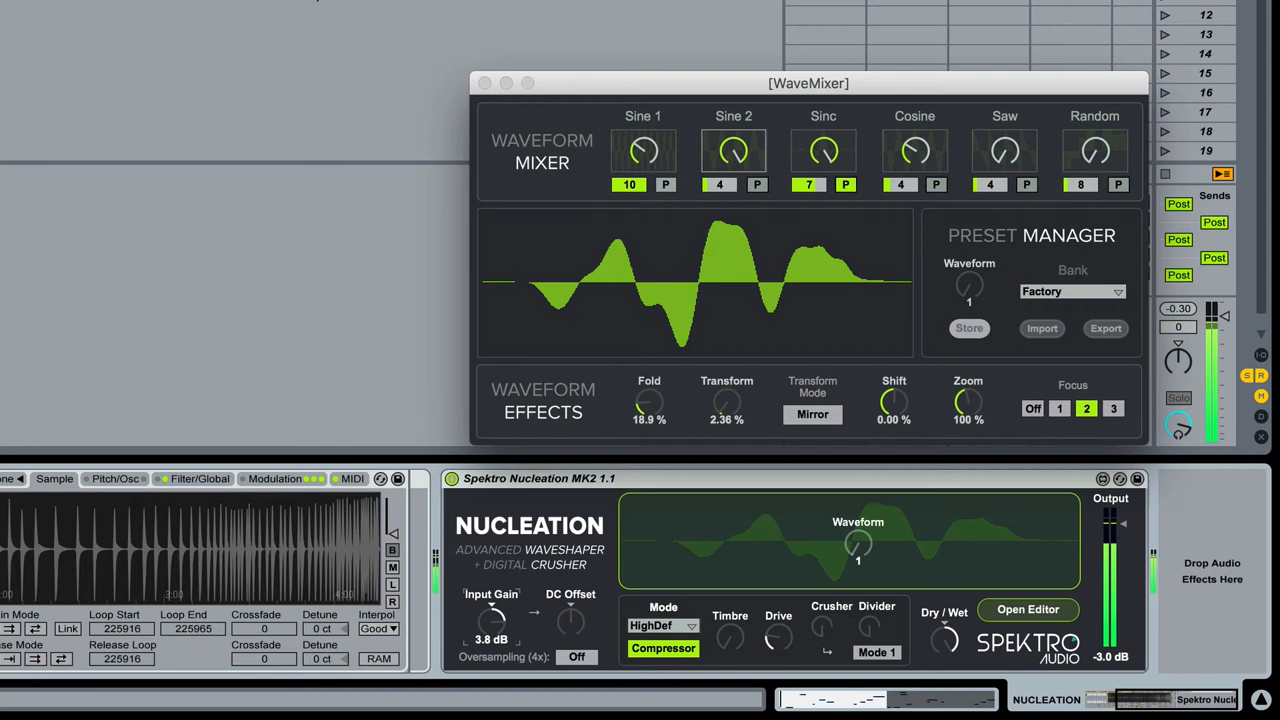 12
13
14
15
16
17
18
19
[WaveMixer]
WAVEFORM
MIXER
Sine 1 Sine 2 Sinc Cosine Saw Random
10 P 4 P 7 P 4 P 4 P 8 P
PRESET MANAGER
Waveform
1
Bank
Factory
Store Import Export
WAVEFORM
EFFECTS
Fold Transform Transform Mode Shift Zoom Focus
18.9 % 2.36 % Mirror 0.00 % 100 % Off 1 2 3
Sends
Post
Post
Post
Post
Post
-0.30
0
Solo
S R
M
D
Sample Pitch/Osc Filter/Global Modulation MIDI
B
M
L
R
3:00
Loop Start Loop End Crossfade Detune Interpol
Link 225916 225965 0 0 ct Good
Release Loop Crossfade Detune
225916 0 0 ct RAM
Spektro Nucleation MK2 1.1
NUCLEATION
ADVANCED WAVESHAPER
+ DIGITAL CRUSHER
Input Gain DC Offset
3.8 dB
Oversampling (4x): Off
Waveform
1
Mode
HighDef
Compressor
Timbre Drive Crusher Divider
Mode 1
Dry / Wet
Open Editor
SPEKTRO
AUDIO
Output
-3.0 dB
Drop Audio
Effects Here
NUCLEATION
Spektro Nucle